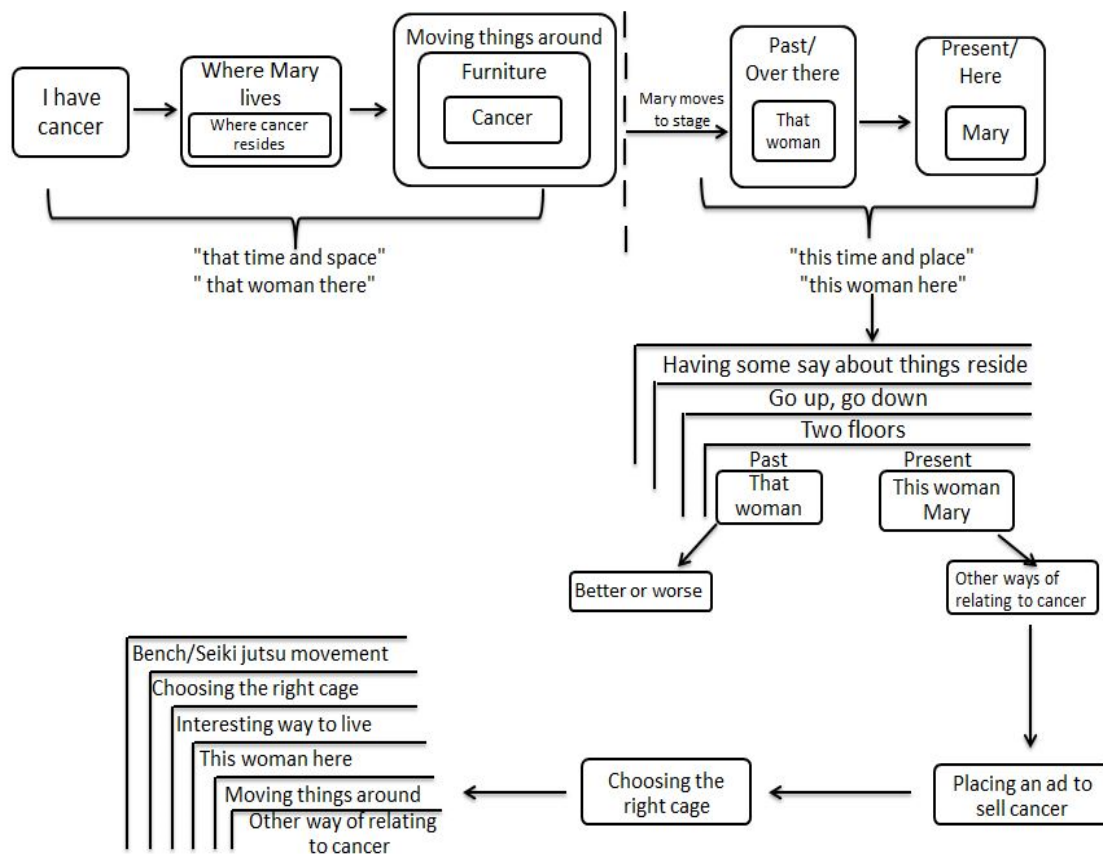 I have
cancer
Where Mary
lives
Where cancer
resides
Moving things around
Furniture
Cancer
Mary moves
to stage
Past/
Over there
That
woman
Present/
Here
Mary
"that time and space"
" that woman there"
"this time and place"
"this woman here"
Having some say about things reside
Go up, go down
Two floors
Past
That
woman
Present
This woman
Mary
Better or worse
Other ways of
relating to cancer
Placing an ad to
sell cancer
Choosing the
right cage
Bench/Seiki jutsu movement
Choosing the right cage
Interesting way to live
This woman here
Moving things around
Other way of relating
to cancer